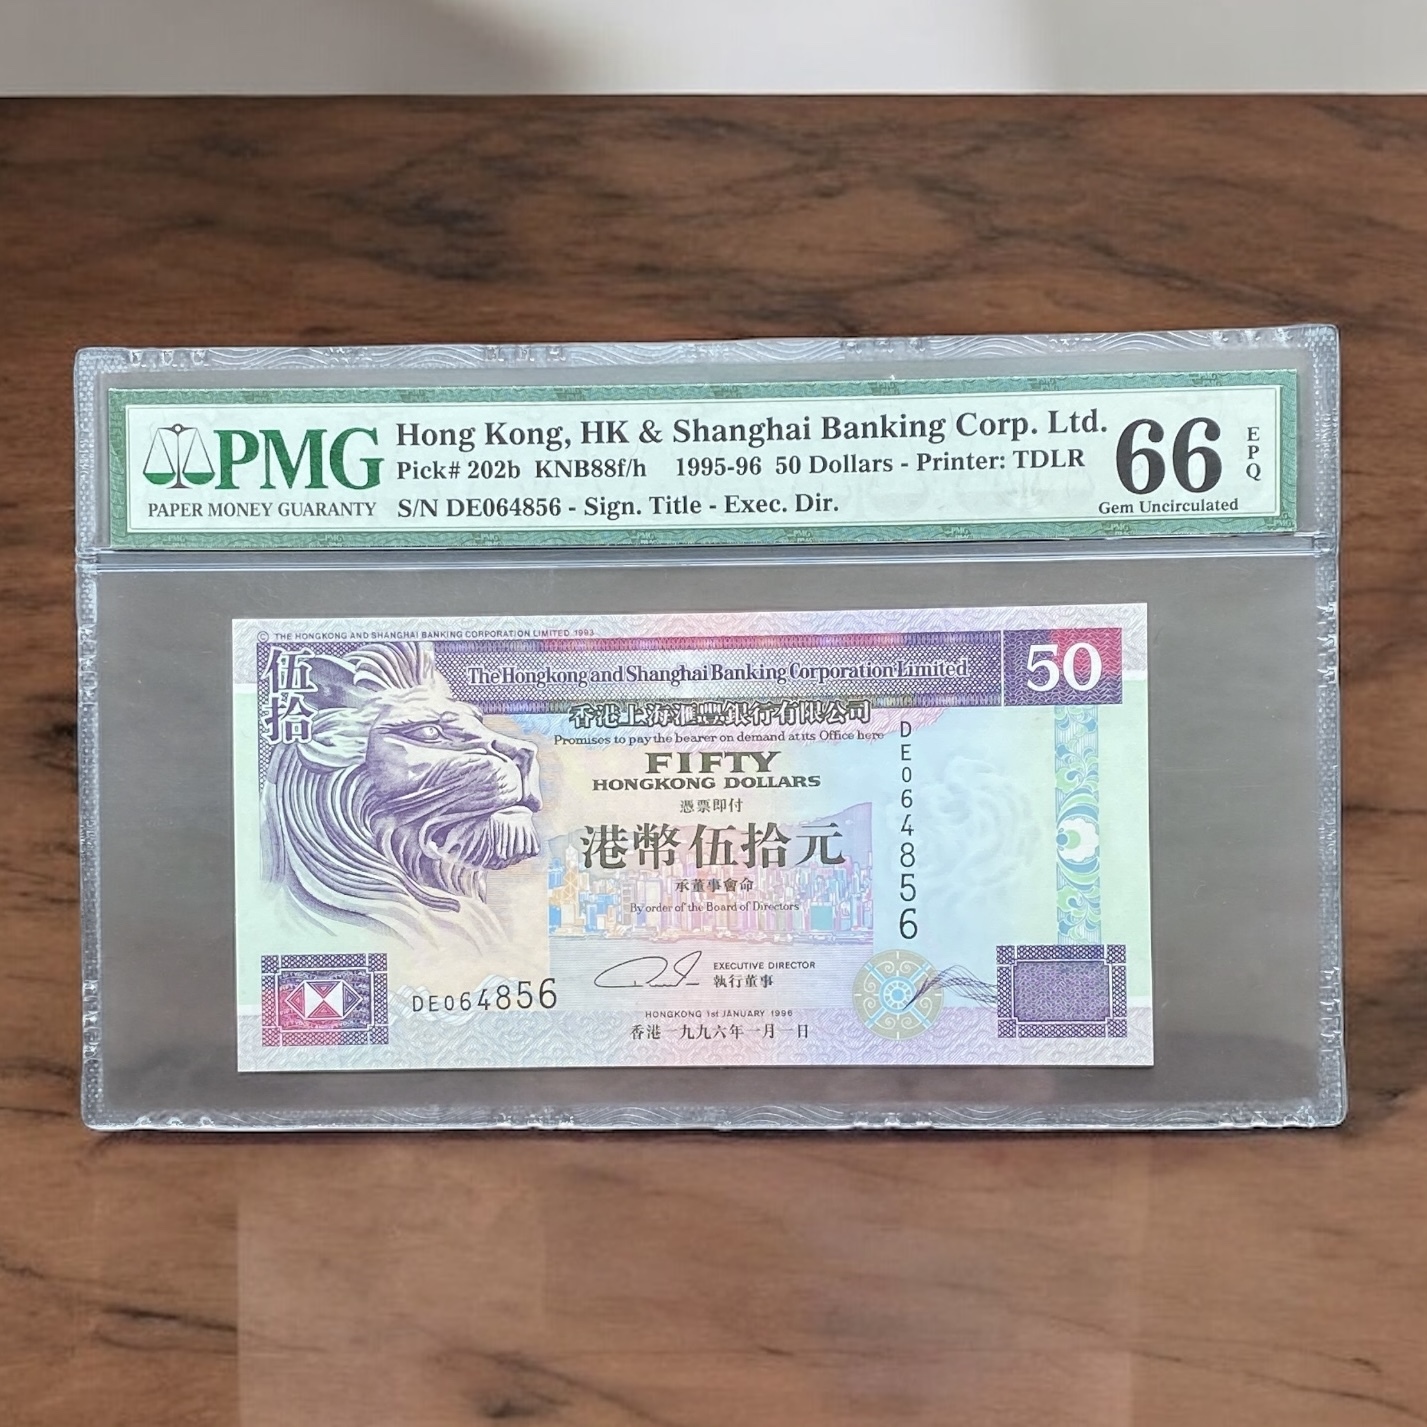 PMG
PAPER MONEY GUARANTY
Hong Kong, HK & Shanghai Banking Corp. Ltd.
Pick# 202b KNB88f/h 1995-96 50 Dollars - Printer: TDLR
S/N DE064856 - Sign. Title - Exec. Dir.
66
EPQ
Gem Uncirculated
© THE HONGKONG AND SHANGHAI BANKING CORPORATION LIMITED 1993
伍拾
The Hongkong and Shanghai Banking Corporation Limited
50
香港上海滙豐銀行有限公司
Promises to pay the bearer on demand at its Office here
FIFTY
HONGKONG DOLLARS
憑票即付
港幣伍拾元
承董事會命
By order of the Board of Directors
DE064856
EXECUTIVE DIRECTOR
執行董事
DE064856
HONGKONG 1st JANUARY 1996
香港一九九六年一月一日